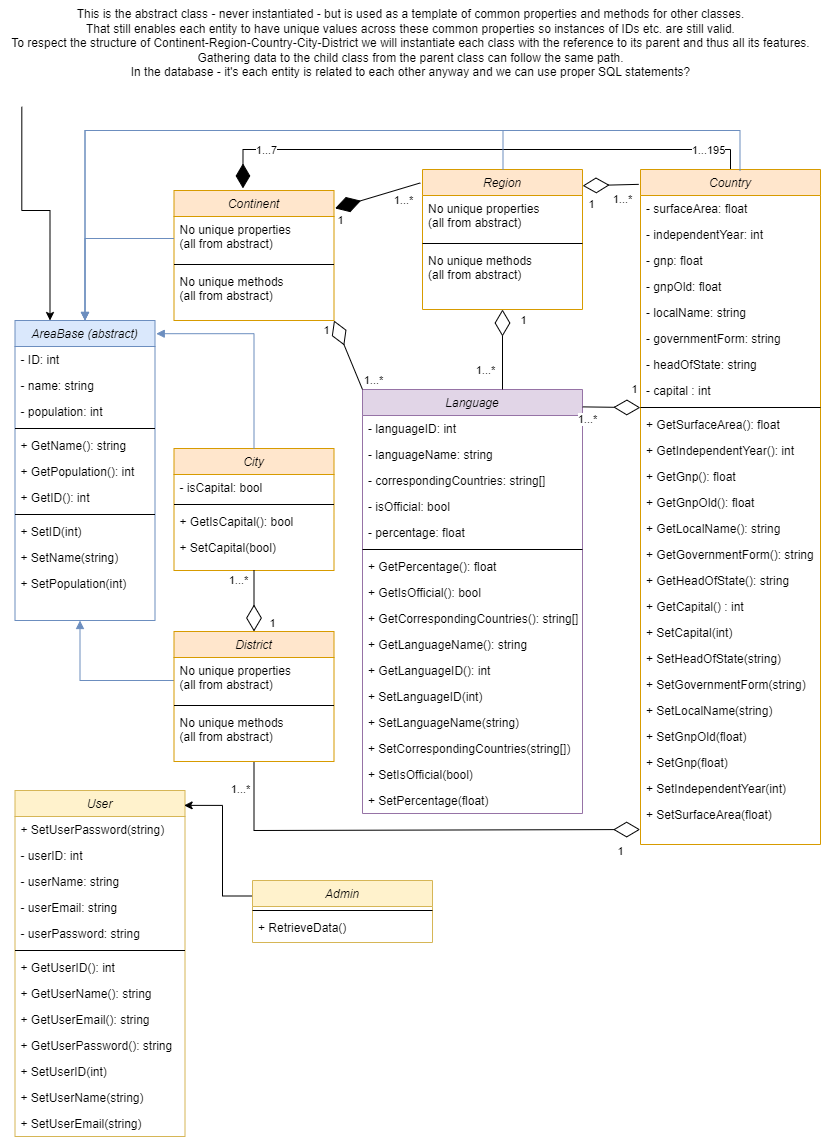 This is the abstract class - never instantiated - but is used as a template of common properties and methods for other classes.
That still enables each entity to have unique values across these common properties so instances of IDs etc. are still valid.
To respect the structure of Continent-Region-Country-City-District we will instantiate each class with the reference to its parent and thus all its features.
Gathering data to the child class from the parent class can follow the same path.
In the database - it's each entity is related to each other anyway and we can use proper SQL statements?
1...7
1...195
Continent
No unique properties
(all from abstract)
No unique methods
(all from abstract)
1
1...*
Region
No unique properties
(all from abstract)
No unique methods
(all from abstract)
1
1...*
Country
- surfaceArea: float
- independentYear: int
- gnp: float
- gnpOld: float
- localName: string
- governmentForm: string
- headOfState: string
- capital : int
+ GetSurfaceArea(): float
+ GetIndependentYear(): int
+ GetGnp(): float
+ GetGnpOld(): float
+ GetLocalName(): string
+ GetGovernmentForm(): string
+ GetHeadOfState(): string
+ GetCapital() : int
+ SetCapital(int)
+ SetHeadOfState(string)
+ SetGovernmentForm(string)
+ SetLocalName(string)
+ SetGnpOld(float)
+ SetGnp(float)
+ SetIndependentYear(int)
+ SetSurfaceArea(float)
AreaBase (abstract)
- ID: int
- name: string
- population: int
+ GetName(): string
+ GetPopulation(): int
+ GetID(): int
+ SetID(int)
+ SetName(string)
+ SetPopulation(int)
1
1...*
1
1...*
1
1...*
Language
- languageID: int
- languageName: string
- correspondingCountries: string[]
- isOfficial: bool
- percentage: float
+ GetPercentage(): float
+ GetIsOfficial(): bool
+ GetCorrespondingCountries(): string[]
+ GetLanguageName(): string
+ GetLanguageID(): int
+ SetLanguageID(int)
+ SetLanguageName(string)
+ SetCorrespondingCountries(string[])
+ SetIsOfficial(bool)
+ SetPercentage(float)
City
- isCapital: bool
+ GetIsCapital(): bool
+ SetCapital(bool)
1...*
1
District
No unique properties
(all from abstract)
No unique methods
(all from abstract)
1...*
1
User
+ SetUserPassword(string)
- userID: int
- userName: string
- userEmail: string
- userPassword: string
+ GetUserID(): int
+ GetUserName(): string
+ GetUserEmail(): string
+ GetUserPassword(): string
+ SetUserID(int)
+ SetUserName(string)
+ SetUserEmail(string)
Admin
+ RetrieveData()